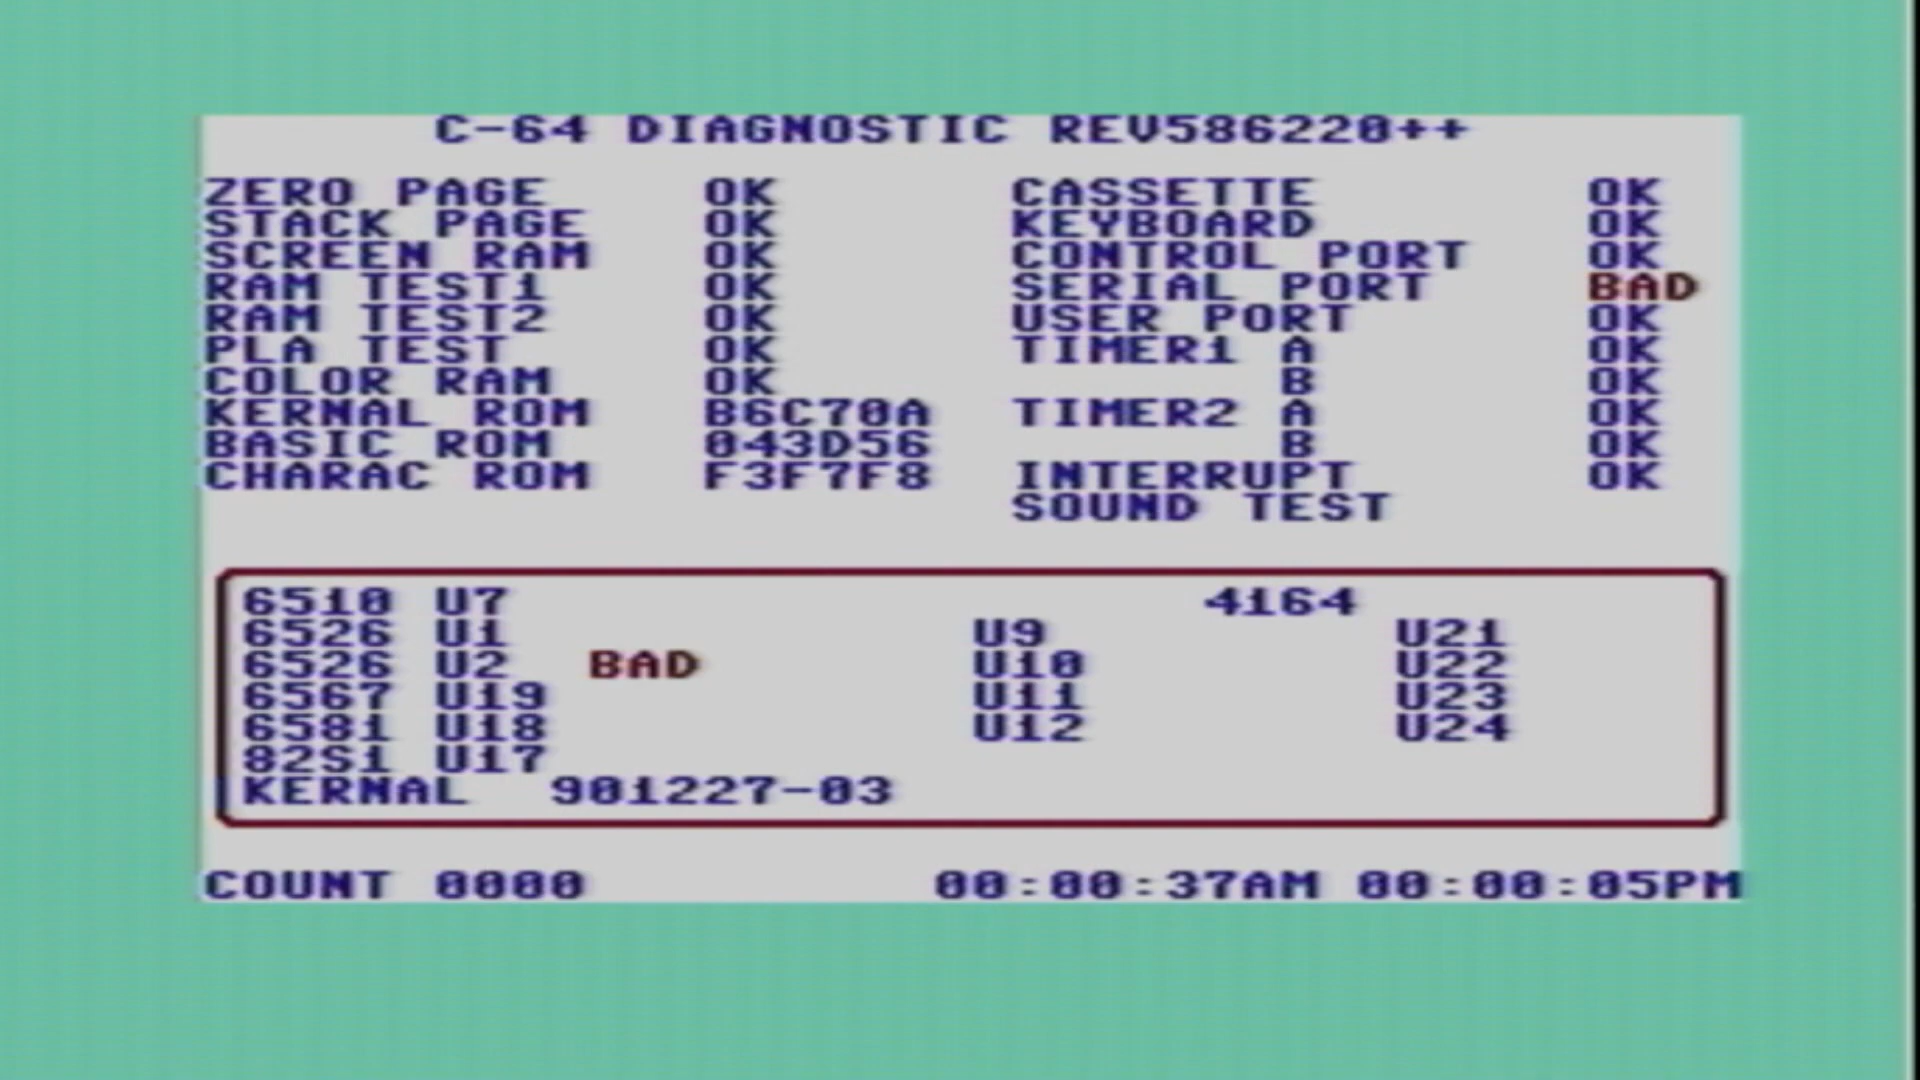 C-64 DIAGNOSTIC REV586220++
ZERO PAGE OK CASSETTE OK
STACK PAGE OK KEYBOARD OK
SCREEN RAM OK CONTROL PORT OK
RAM TEST1 OK SERIAL PORT BAD
RAM TEST2 OK USER PORT OK
PLA TEST OK TIMER1 A OK
COLOR RAM OK B OK
KERNAL ROM B6C70A TIMER2 A OK
BASIC ROM 043D56 B OK
CHARAC ROM F3F7F8 INTERRUPT OK
SOUND TEST
6510 U7 4164
6526 U1 U9 U21
6526 U2 BAD U10 U22
6567 U19 U11 U23
6581 U18 U12 U24
82S1 U17
KERNAL 901227-03
COUNT 0000 00:00:37AM 00:00:05PM